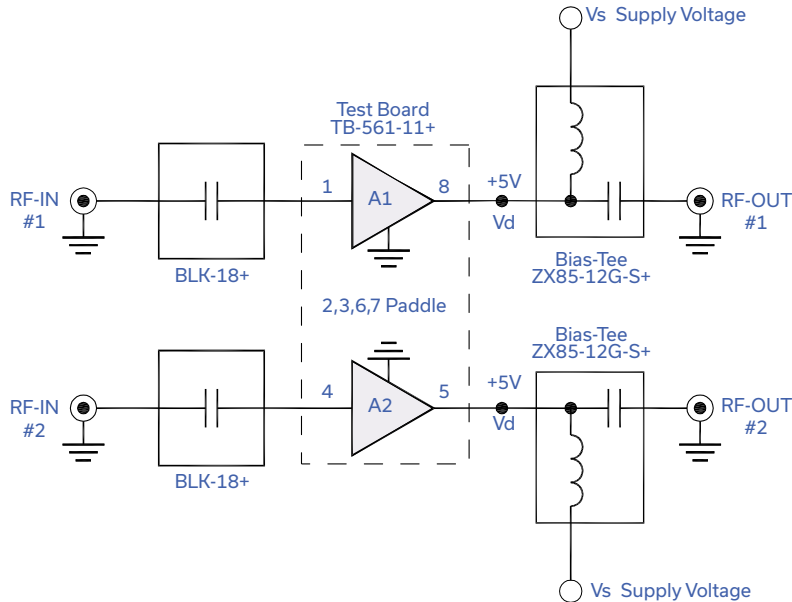 Vs Supply Voltage
Test Board
TB-561-11+
RF-IN
#1
BLK-18+
1
A1
8
+5V
Vd
RF-OUT
#1
Bias-Tee
ZX85-12G-S+
2,3,6,7 Paddle
Bias-Tee
ZX85-12G-S+
RF-IN
#2
BLK-18+
4
A2
5
+5V
Vd
RF-OUT
#2
Vs Supply Voltage